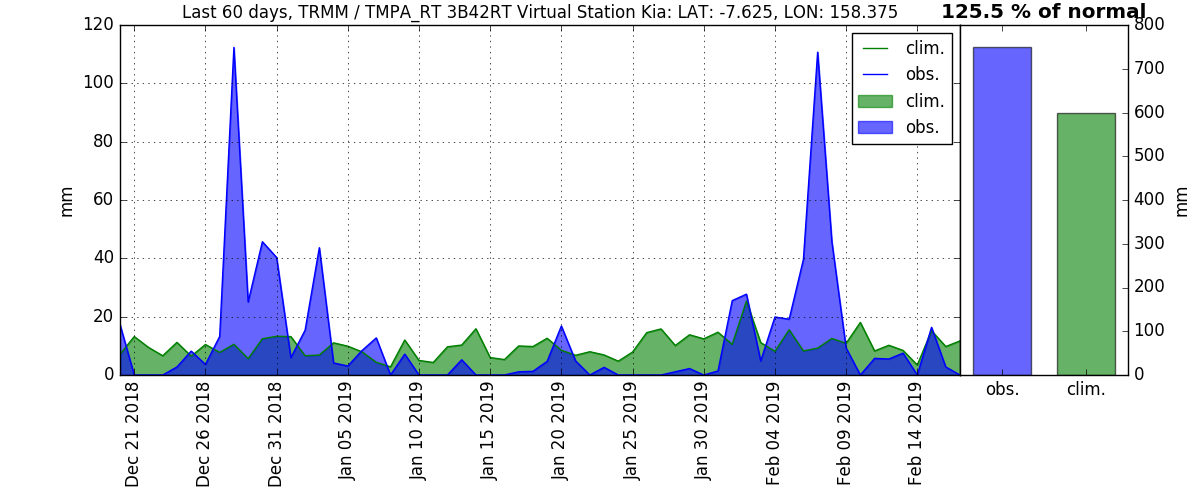 Last 60 days, TRMM / TMPA_RT 3B42RT Virtual Station Kia: LAT: -7.625, LON: 158.375
125.5 % of normal
120
100
80
60
40
20
0
mm
clim.
obs.
clim.
obs.
800
700
600
500
400
300
200
100
0
mm
Dec 21 2018
Dec 26 2018
Dec 31 2018
Jan 05 2019
Jan 10 2019
Jan 15 2019
Jan 20 2019
Jan 25 2019
Jan 30 2019
Feb 04 2019
Feb 09 2019
Feb 14 2019
obs.
clim.